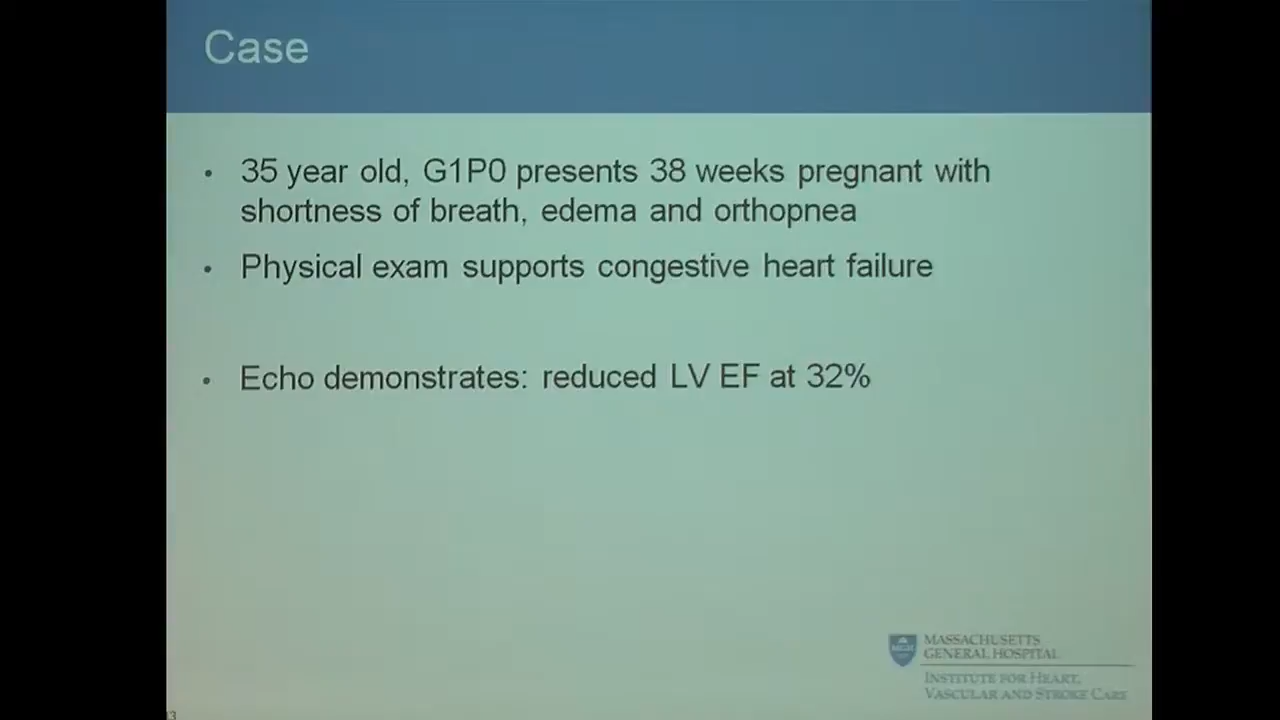 Case
• 35 year old, G1P0 presents 38 weeks pregnant with
shortness of breath, edema and orthopnea
• Physical exam supports congestive heart failure
• Echo demonstrates: reduced LV EF at 32%
MGH
MASSACHUSETTS
GENERAL HOSPITAL
INSTITUTE FOR HEART,
VASCULAR AND STROKE CARE